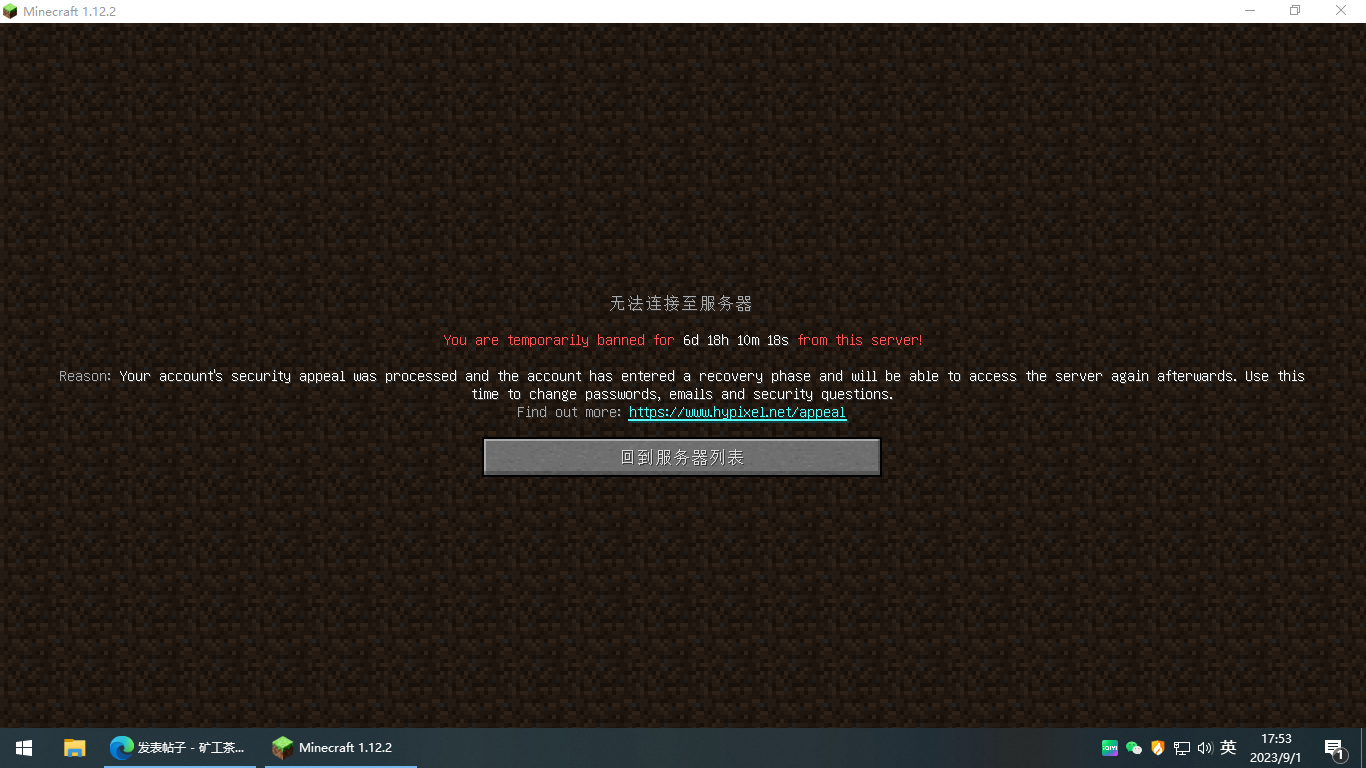 Minecraft 1.12.2
无法连接至服务器
You are temporarily banned for 6d 18h 10m 18s from this server!
Reason: Your account's security appeal was processed and the account has entered a recovery phase and will be able to access the server again afterwards. Use this
time to change passwords, emails and security questions.
Find out more: https://www.hypixel.net/appeal
回到服务器列表
发表帖子 - 矿工茶...
Minecraft 1.12.2
英
17:53
2023/9/1
1